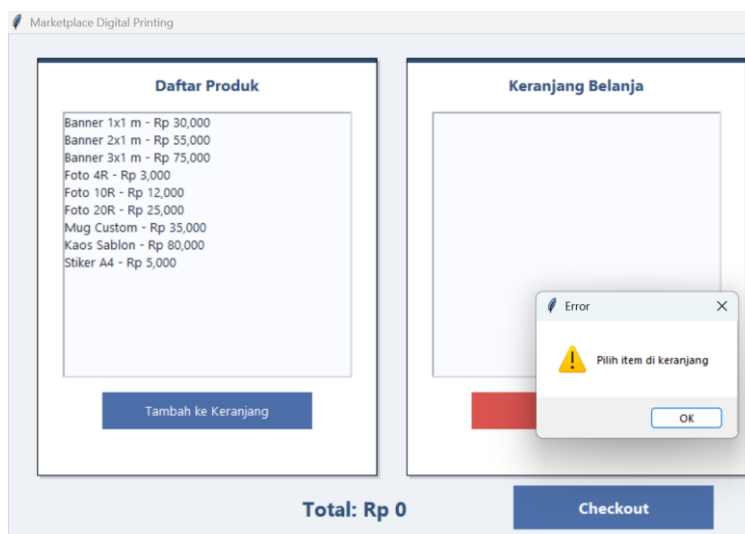 Marketplace Digital Printing
Daftar Produk
Banner 1x1 m - Rp 30,000
Banner 2x1 m - Rp 55,000
Banner 3x1 m - Rp 75,000
Foto 4R - Rp 3,000
Foto 10R - Rp 12,000
Foto 20R - Rp 25,000
Mug Custom - Rp 35,000
Kaos Sablon - Rp 80,000
Stiker A4 - Rp 5,000
Tambah ke Keranjang
Keranjang Belanja
Error
Pilih item di keranjang
OK
Total: Rp 0
Checkout